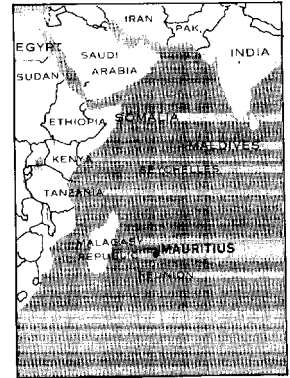 IRAN
PAK.
EGYPT
SAUDI
ARABIA
INDIA
SUDAN
ETHIOPIA
SOMALIA
MALDIVES
KENYA
SEYCHELLES
TANZANIA
MALAGASY
REPUBLIC
MAURITIUS
REUNION